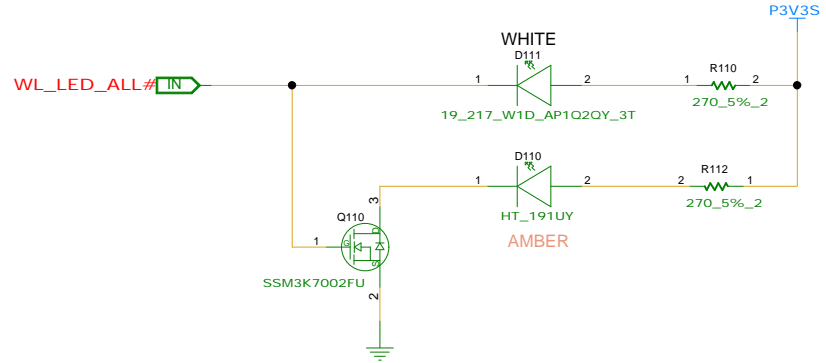 P3V3S
WHITE
D111
WL_LED_ALL# IN
1
2
1
R110
2
19_217_W1D_AP1Q2QY_3T
270_5%_2
D110
R112
1
2
2
1
HT_191UY
270_5%_2
AMBER
3
Q110
D
1
G
S
SSM3K7002FU
2